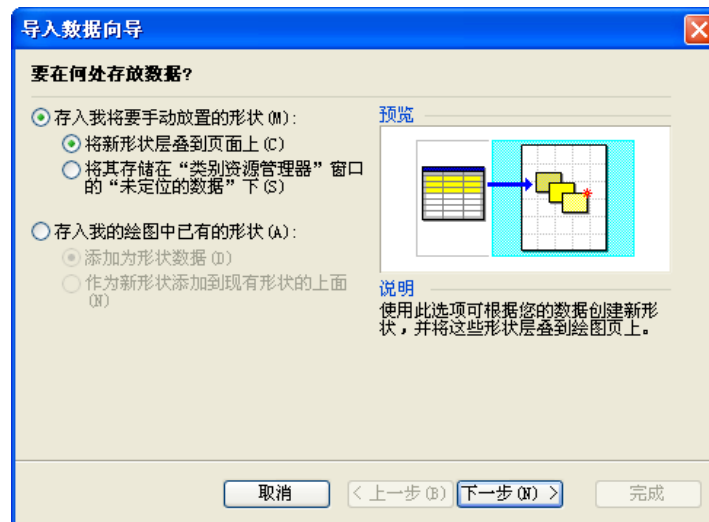 导入数据向导
要在何处存放数据?
存入我将要手动放置的形状(M):
将新形状层叠到页面上(C)
将其存储在“类别资源管理器”窗口
的“未定位的数据”下(S)
存入我的绘图中已有的形状(A):
添加为形状数据(D)
作为新形状添加到现有形状的上面
(N)
预览
说明
使用此选项可根据您的数据创建新形
状，并将这些形状层叠到绘图页上。
取消
< 上一步(B)
下一步(N) >
完成